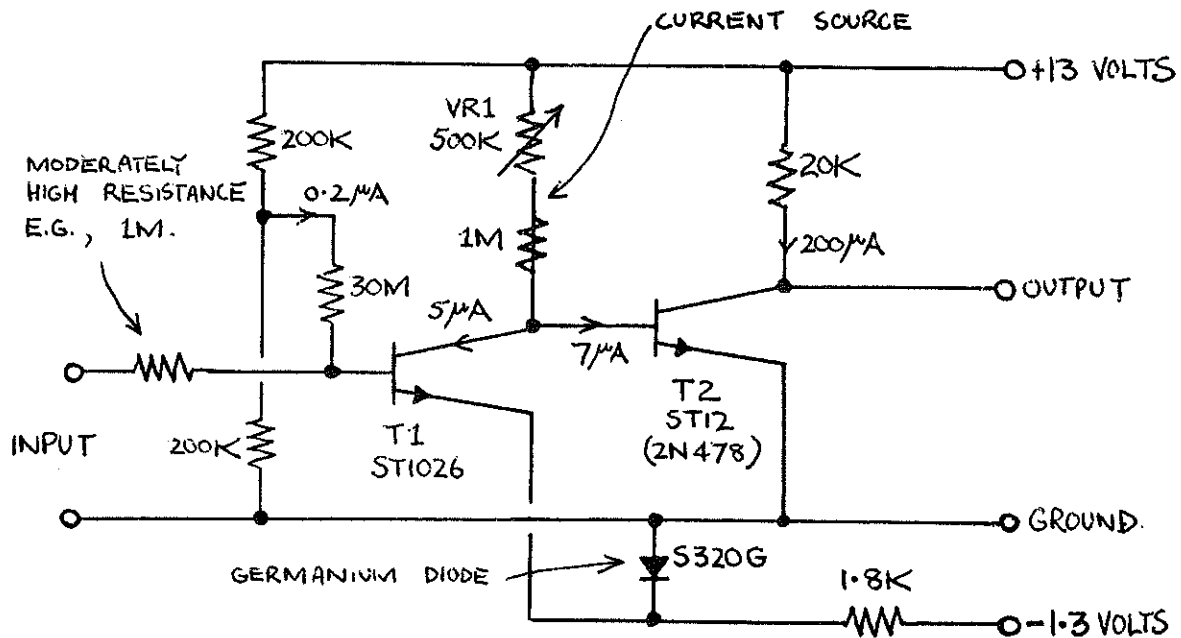 CURRENT SOURCE
+13 VOLTS
VR1
500K
200K
20K
MODERATELY
HIGH RESISTANCE
E.G., 1M.
0.2µA
1M
200µA
30M
OUTPUT
5µA
7µA
T2
ST12
(2N478)
T1
ST1026
INPUT
200K
GROUND.
S320G
GERMANIUM DIODE
1.8K
-1.3 VOLTS